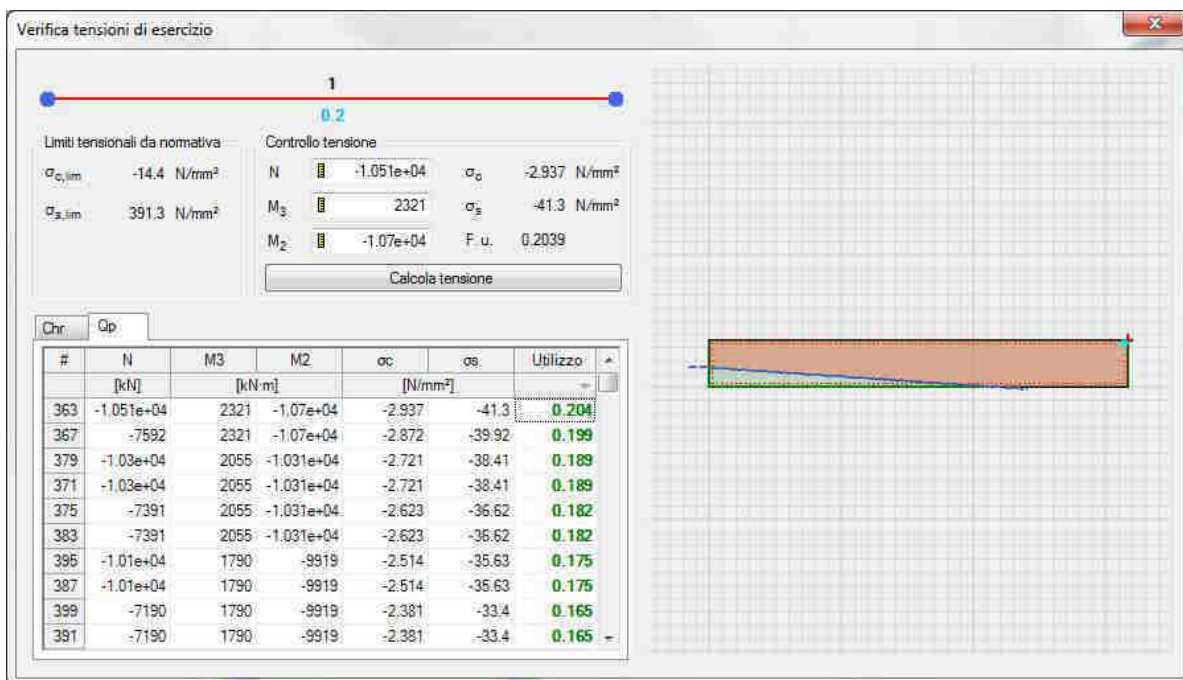 Verifica tensioni di esercizio
1
0.2
Limiti tensionali da normativa
σc,lim -14.4 N/mm²
σs,lim 391.3 N/mm²
Controllo tensione
N -1.051e+04 σc -2.937 N/mm²
M3 2321 σs -41.3 N/mm²
M2 -1.07e+04 F. u. 0.2039
Calcola tensione
Chr Qp
# N M3 M2 σc σs Utilizzo
[kN] [kN·m] [N/mm²]
363 -1.051e+04 2321 -1.07e+04 -2.937 -41.3 0.204
367 -7592 2321 -1.07e+04 -2.872 -39.92 0.199
379 -1.03e+04 2055 -1.031e+04 -2.721 -38.41 0.189
371 -1.03e+04 2055 -1.031e+04 -2.721 -38.41 0.189
375 -7391 2055 -1.031e+04 -2.623 -36.62 0.182
383 -7391 2055 -1.031e+04 -2.623 -36.62 0.182
395 -1.01e+04 1790 -9919 -2.514 -35.63 0.175
387 -1.01e+04 1790 -9919 -2.514 -35.63 0.175
399 -7190 1790 -9919 -2.381 -33.4 0.165
391 -7190 1790 -9919 -2.381 -33.4 0.165